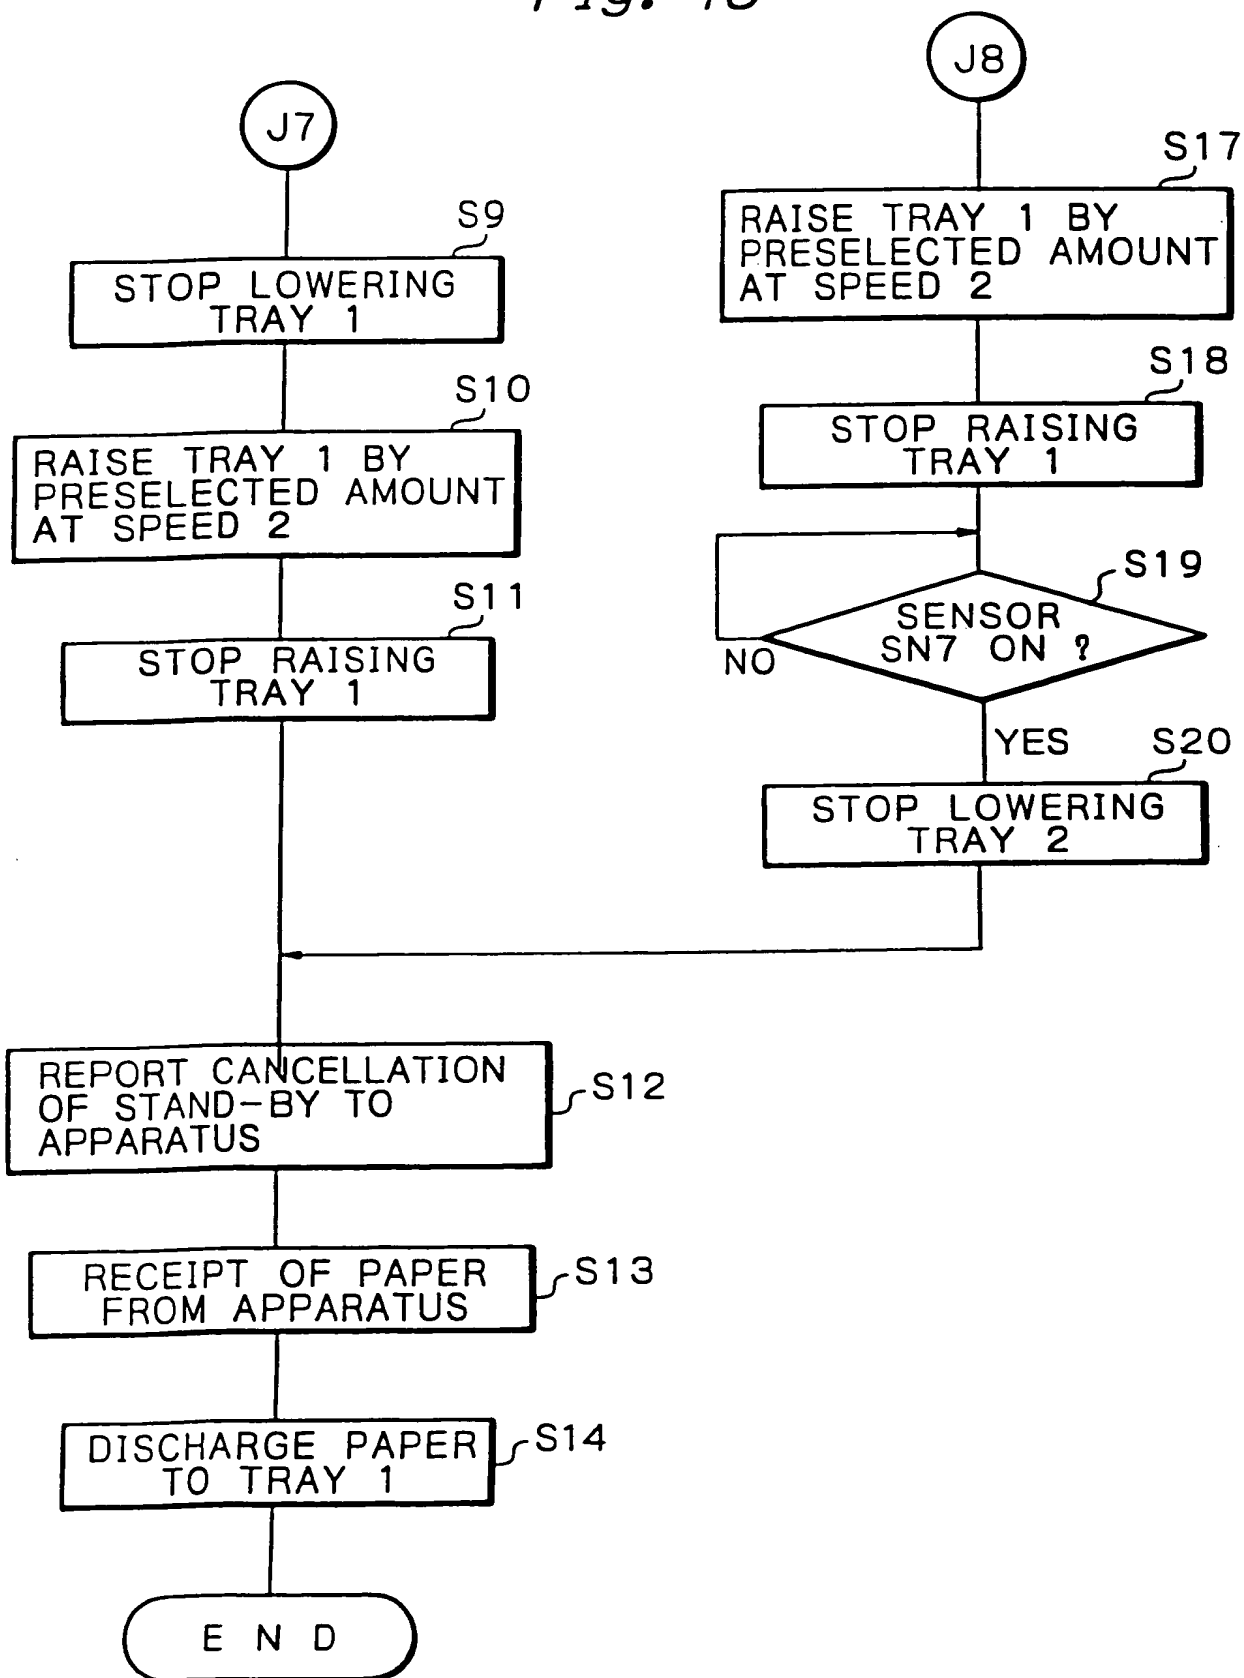 J7
S9
STOP LOWERING
TRAY 1
S10
RAISE TRAY 1 BY
PRESELECTED AMOUNT
AT SPEED 2
S11
STOP RAISING
TRAY 1
J8
S17
RAISE TRAY 1 BY
PRESELECTED AMOUNT
AT SPEED 2
S18
STOP RAISING
TRAY 1
S19
SENSOR
SN7 ON ?
NO
YES
S20
STOP LOWERING
TRAY 2
REPORT CANCELLATION
OF STAND-BY TO
APPARATUS
S12
RECEIPT OF PAPER
FROM APPARATUS
S13
DISCHARGE PAPER
TO TRAY 1
S14
END